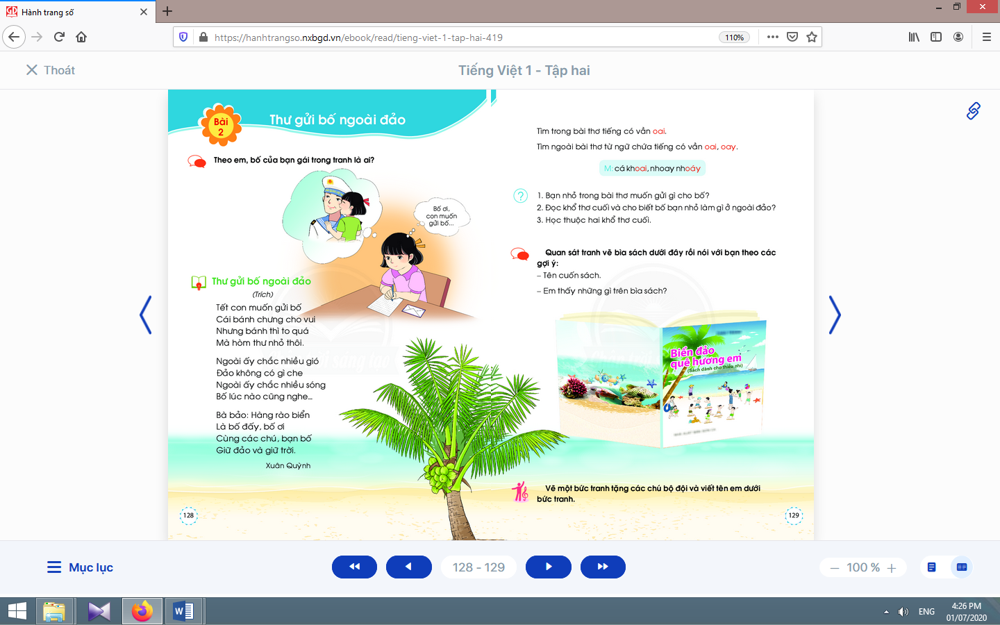 Hành trang số
https://hanhtrangso.nxbgd.vn/ebook/read/tieng-viet-1-tap-hai-419
110%
Thoát
Tiếng Việt 1 - Tập hai
Bài
2
Thư gửi bố ngoài đảo
Theo em, bố của bạn gái trong tranh là ai?
Bố ơi,
con muốn
gửi bố...
Thư gửi bố ngoài đảo
(Trích)
Tết con muốn gửi bố
Cái bánh chưng cho vui
Nhưng bánh thì to quá
Mà hòm thư nhỏ thôi.
Ngoài ấy chắc nhiều gió
Đảo không có gì che
Ngoài ấy chắc nhiều sóng
Bố lúc nào cũng nghe...
Bà bảo: Hàng rào biển
Là bố đấy, bố ơi
Cùng các chú, bạn bố
Giữ đảo và giữ trời.
Xuân Quỳnh
128
Tìm trong bài thơ tiếng có vần oai.
Tìm ngoài bài thơ từ ngữ chứa tiếng có vần oai, oay.
M: cá khoai, nhoay nhoáy
?
1. Bạn nhỏ trong bài thơ muốn gửi gì cho bố?
2. Đọc khổ thơ cuối và cho biết bố bạn nhỏ làm gì ở ngoài đảo?
3. Học thuộc hai khổ thơ cuối.
Quan sát tranh vẽ bìa sách dưới đây rồi nói với bạn theo các
gợi ý:
– Tên cuốn sách.
– Em thấy những gì trên bìa sách?
Biển đảo
quê hương em
(Sách dành cho thiếu nhi)
Vẽ một bức tranh tặng các chú bộ đội và viết tên em dưới
bức tranh.
129
Mục lục
128 - 129
100 %
ENG
4:26 PM
01/07/2020